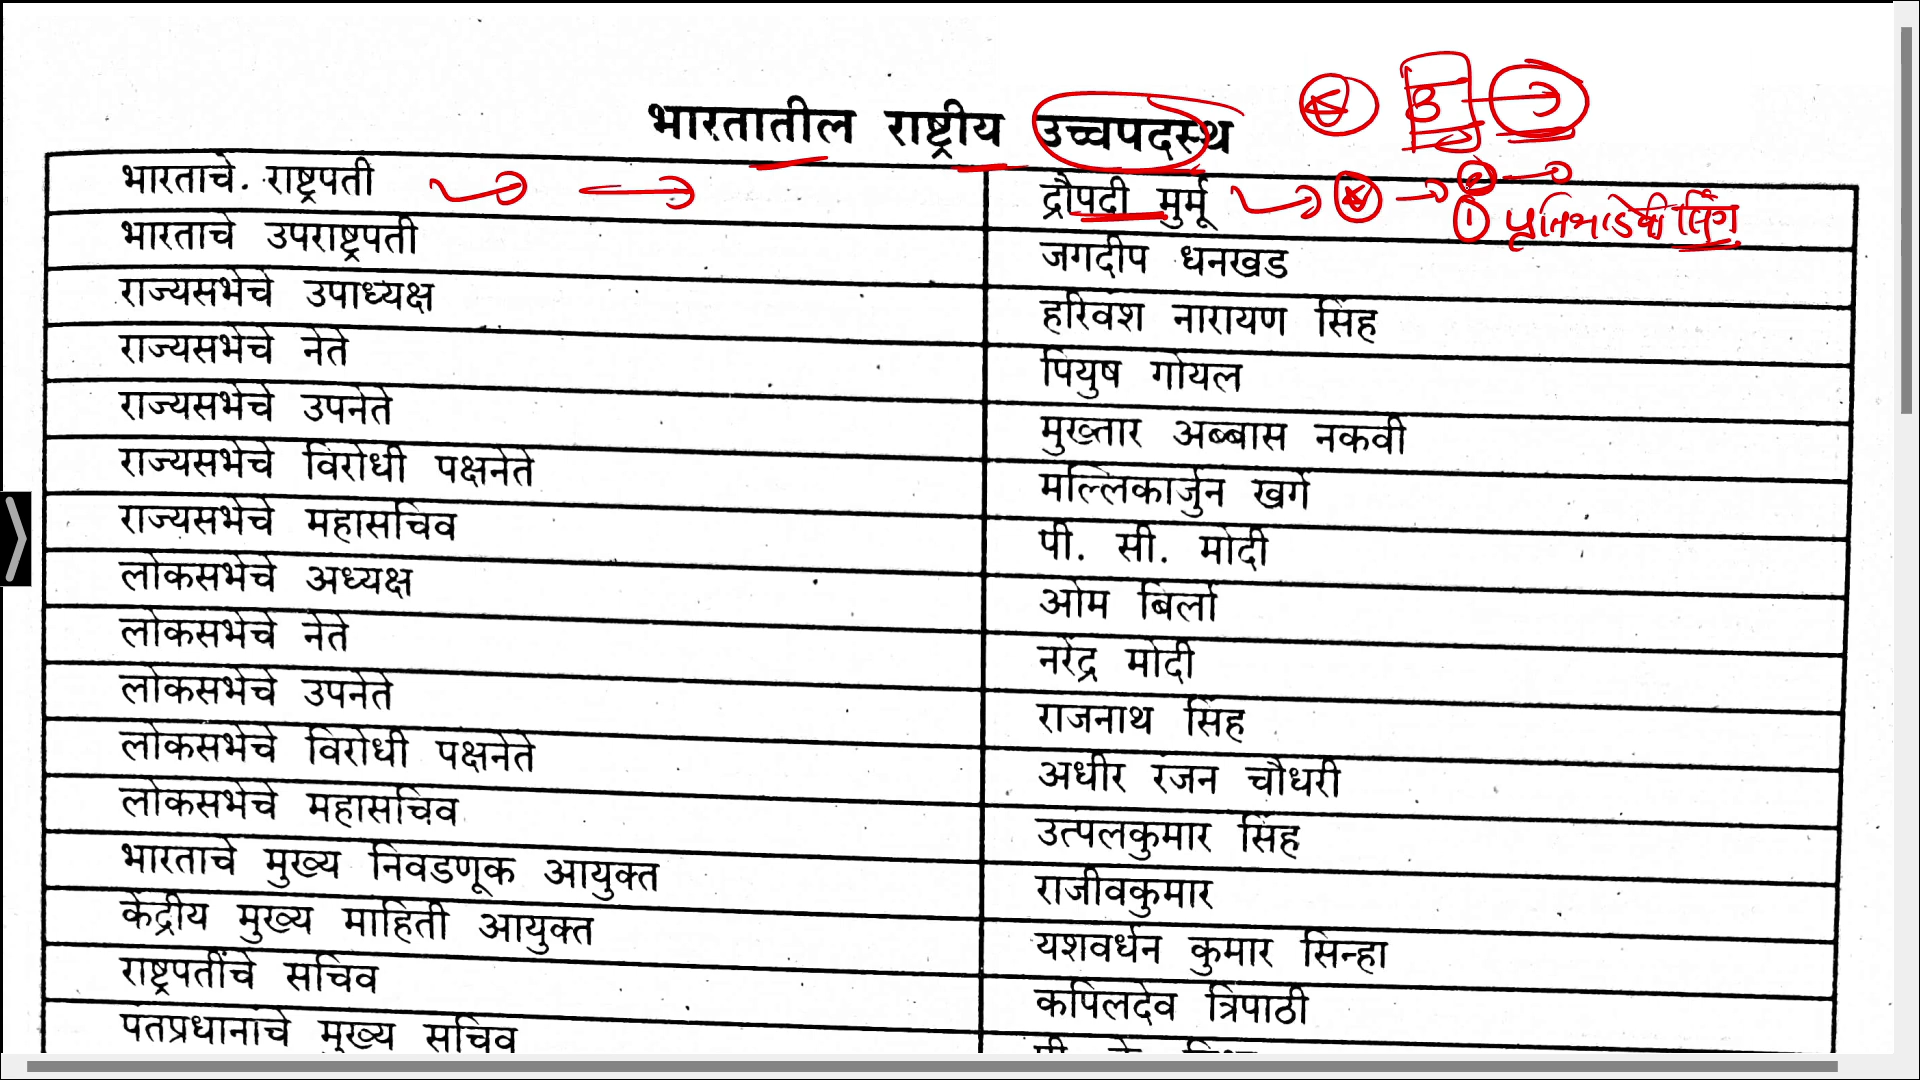 भारतातील राष्ट्रीय उच्चपदस्थ
भारताचे. राष्ट्रपती द्रौपदी मुर्मू
① प्रतिभादेवी सिंग
भारताचे उपराष्ट्रपती जगदीप धनखड
राज्यसभेचे उपाध्यक्ष हरिवंश नारायण सिंह
राज्यसभेचे नेते पियुष गोयल
राज्यसभेचे उपनेते मुख्तार अब्बास नकवी
राज्यसभेचे विरोधी पक्षनेते मल्लिकार्जुन खर्गे
राज्यसभेचे महासचिव पी. सी. मोदी
लोकसभेचे अध्यक्ष ओम बिर्ला
लोकसभेचे नेते नरेंद्र मोदी
लोकसभेचे उपनेते राजनाथ सिंह
लोकसभेचे विरोधी पक्षनेते अधीर रंजन चौधरी
लोकसभेचे महासचिव उत्पलकुमार सिंह
भारताचे मुख्य निवडणूक आयुक्त राजीवकुमार
केंद्रीय मुख्य माहिती आयुक्त यशवर्धन कुमार सिन्हा
राष्ट्रपतींचे सचिव कपिलदेव त्रिपाठी
पंतप्रधानांचे मुख्य सचिव